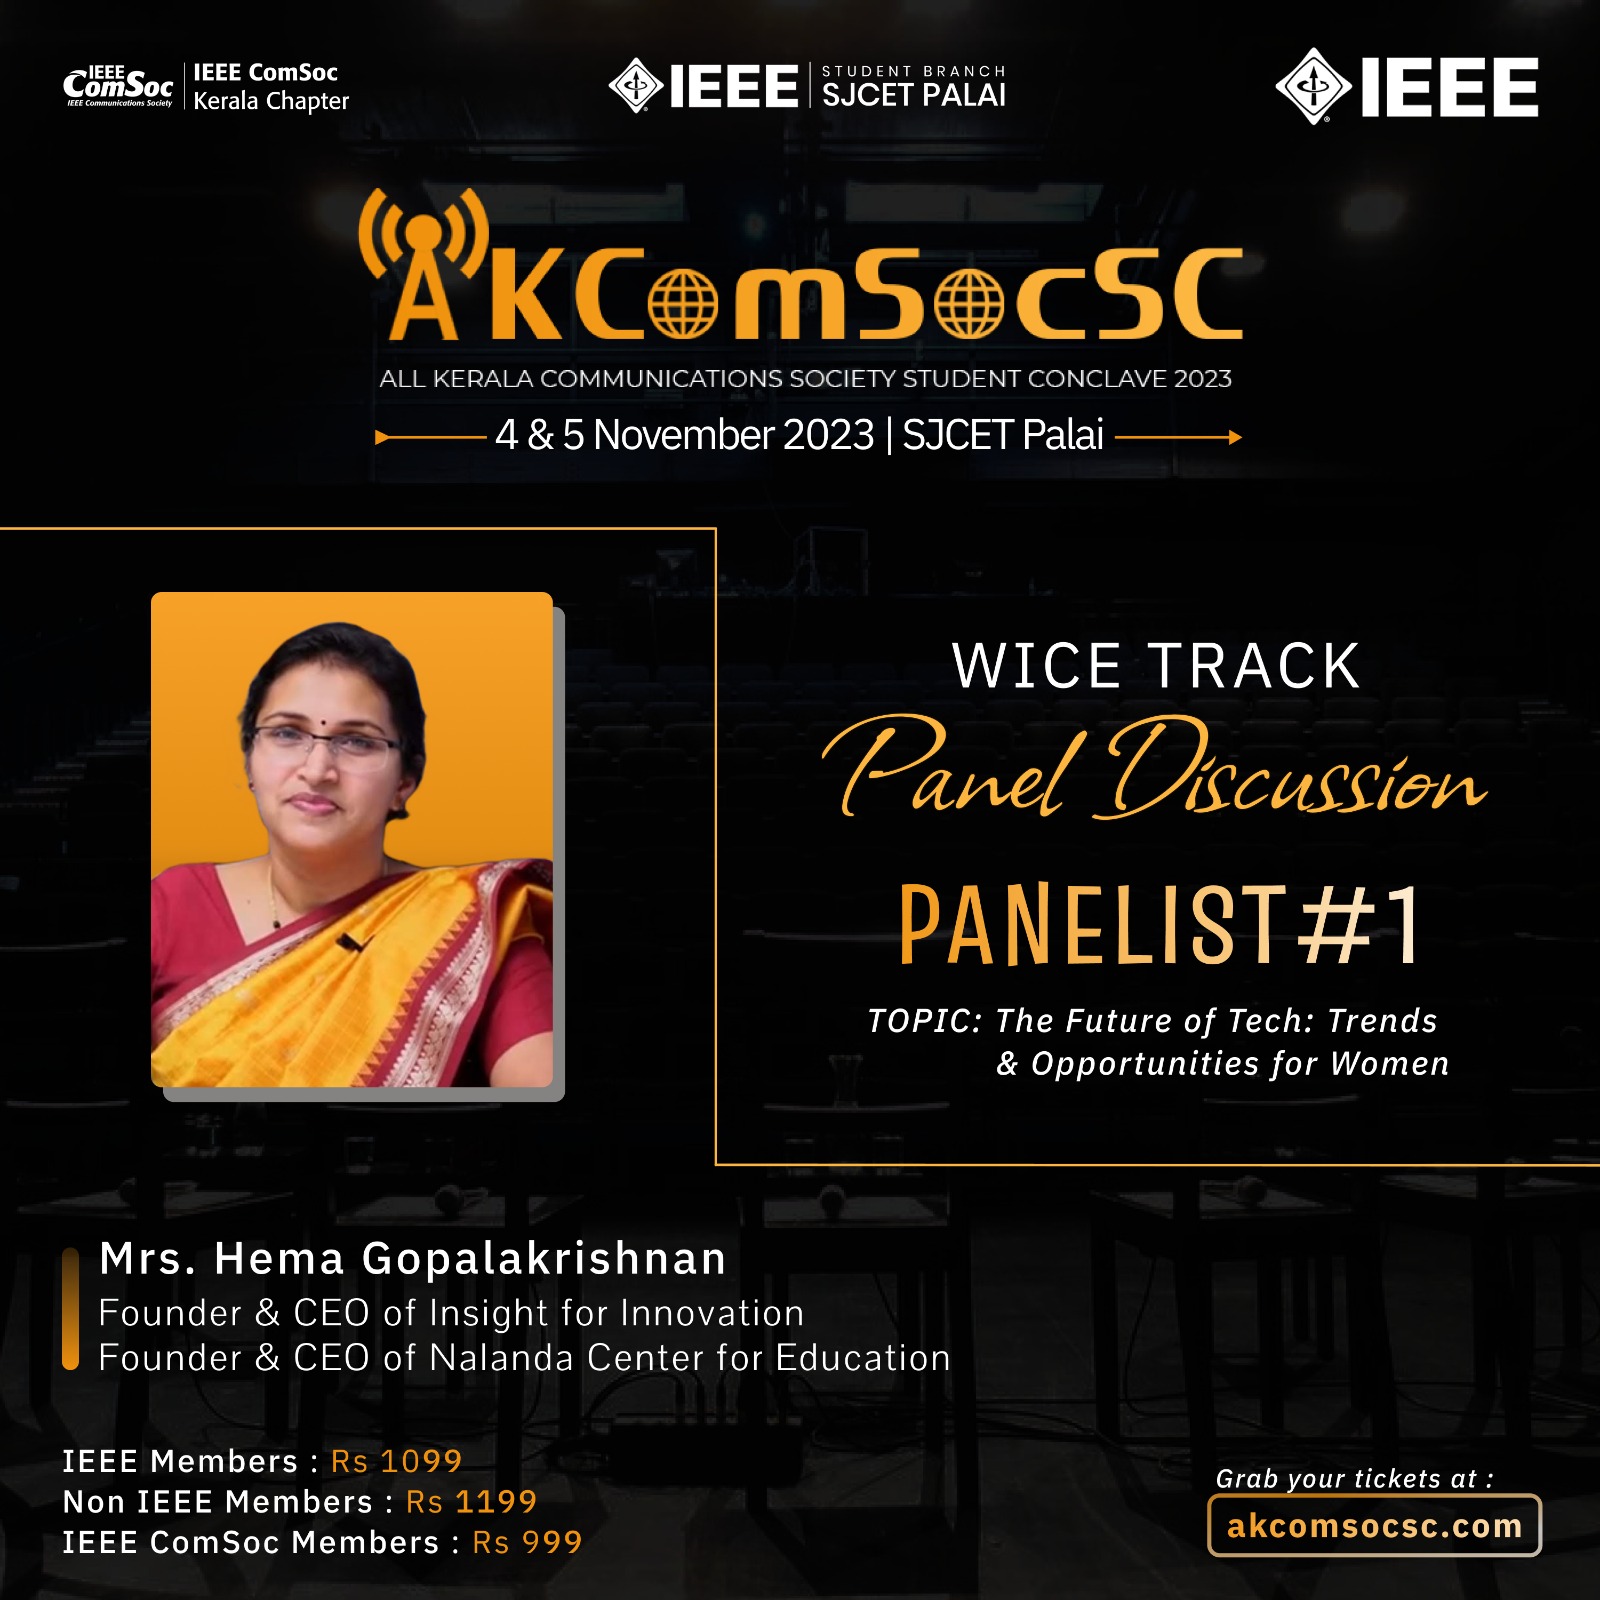 IEEE
ComSoc
IEEE Communications Society
IEEE ComSoc
Kerala Chapter
IEEE
STUDENT BRANCH
SJCET PALAI
IEEE
AKComSocSC
ALL KERALA COMMUNICATIONS SOCIETY STUDENT CONCLAVE 2023
4 & 5 November 2023 | SJCET Palai
WICE TRACK
Panel Discussion
PANELIST #1
TOPIC: The Future of Tech: Trends
& Opportunities for Women
Mrs. Hema Gopalakrishnan
Founder & CEO of Insight for Innovation
Founder & CEO of Nalanda Center for Education
IEEE Members : Rs 1099
Non IEEE Members : Rs 1199
IEEE ComSoc Members : Rs 999
Grab your tickets at :
akcomsocsc.com